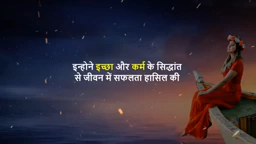 इन्होने इच्छा और कर्म के सिद्धांत
से जीवन में सफलता हासिल की